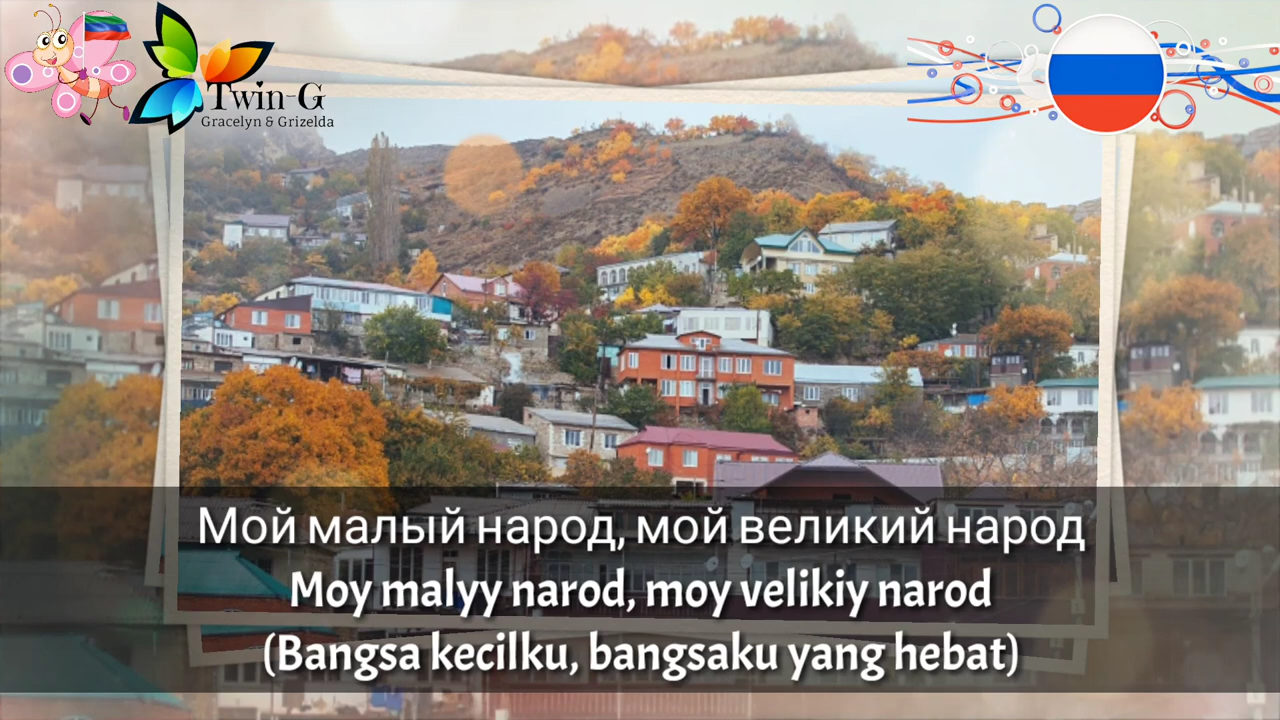 Twin-G
Gracelyn & Grizelda
Мой малый народ, мой великий народ
Moy malyy narod, moy velikiy narod
(Bangsa kecilku, bangsaku yang hebat)